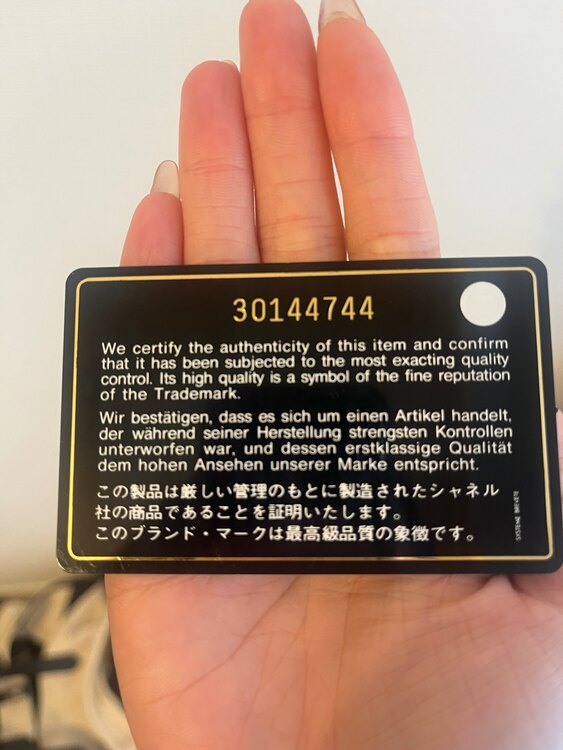 30144744
We certify the authenticity of this item and confirm
that it has been subjected to the most exacting quality
control. Its high quality is a symbol of the fine reputation
of the Trademark.
Wir bestätigen, dass es sich um einen Artikel handelt,
der während seiner Herstellung strengsten Kontrollen
unterworfen war, und dessen erstklassige Qualität
dem hohen Ansehen unserer Marke entspricht.
この製品は厳しい管理のもとに製造されたシャネル
社の商品であることを証明いたします。
このブランド・マークは最高級品質の象徴です。
SYSTEME BREVETE